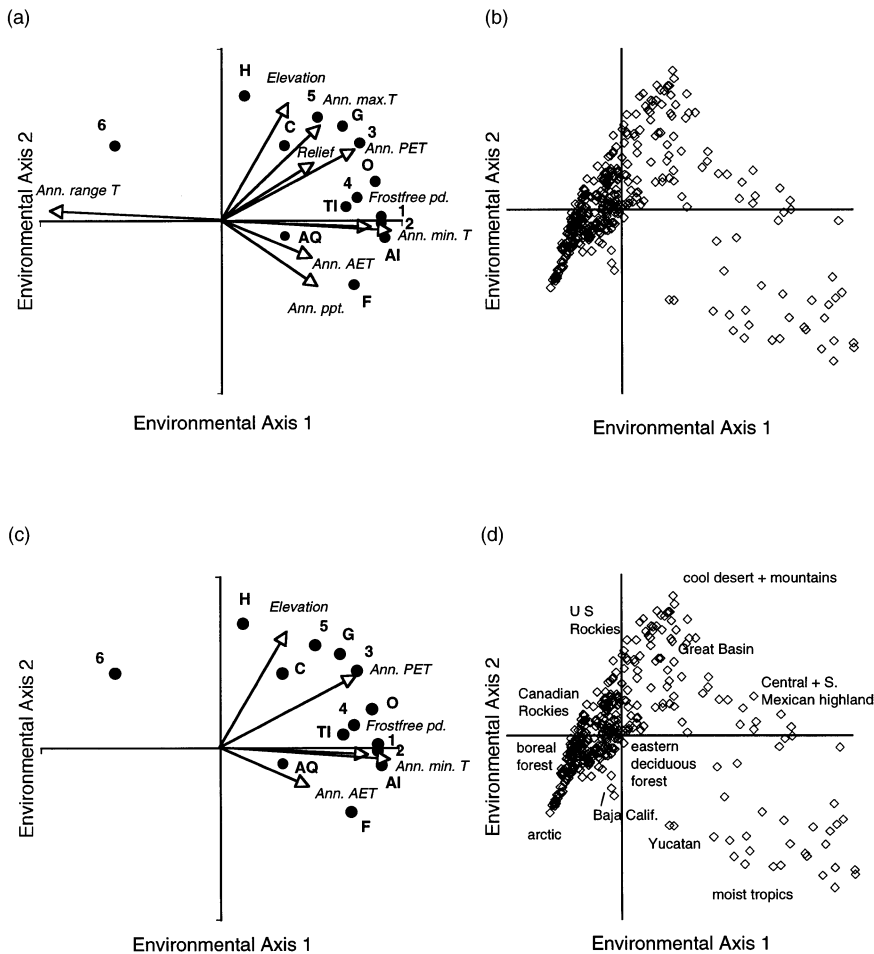 (a)
H
Elevation
5
Ann. max.T
6
C
G
3
Relief
Ann. PET
O
Ann. range T
4
Frostfree pd.
TI
1
2
AQ
Ann. min. T
AI
Ann. AET
Ann. ppt.
F
Environmental Axis 2
Environmental Axis 1
(b)
Environmental Axis 2
Environmental Axis 1
(c)
H
Elevation
5
G
3
6
C
Ann. PET
O
4
Frostfree pd.
TI
1
2
AQ
Ann. min. T
AI
Ann. AET
F
Environmental Axis 2
Environmental Axis 1
(d)
cool desert + mountains
U S
Rockies
Great Basin
Central + S.
Mexican highland
Canadian
Rockies
boreal
forest
eastern
deciduous
forest
Baja Calif.
arctic
Yucatan
moist tropics
Environmental Axis 2
Environmental Axis 1